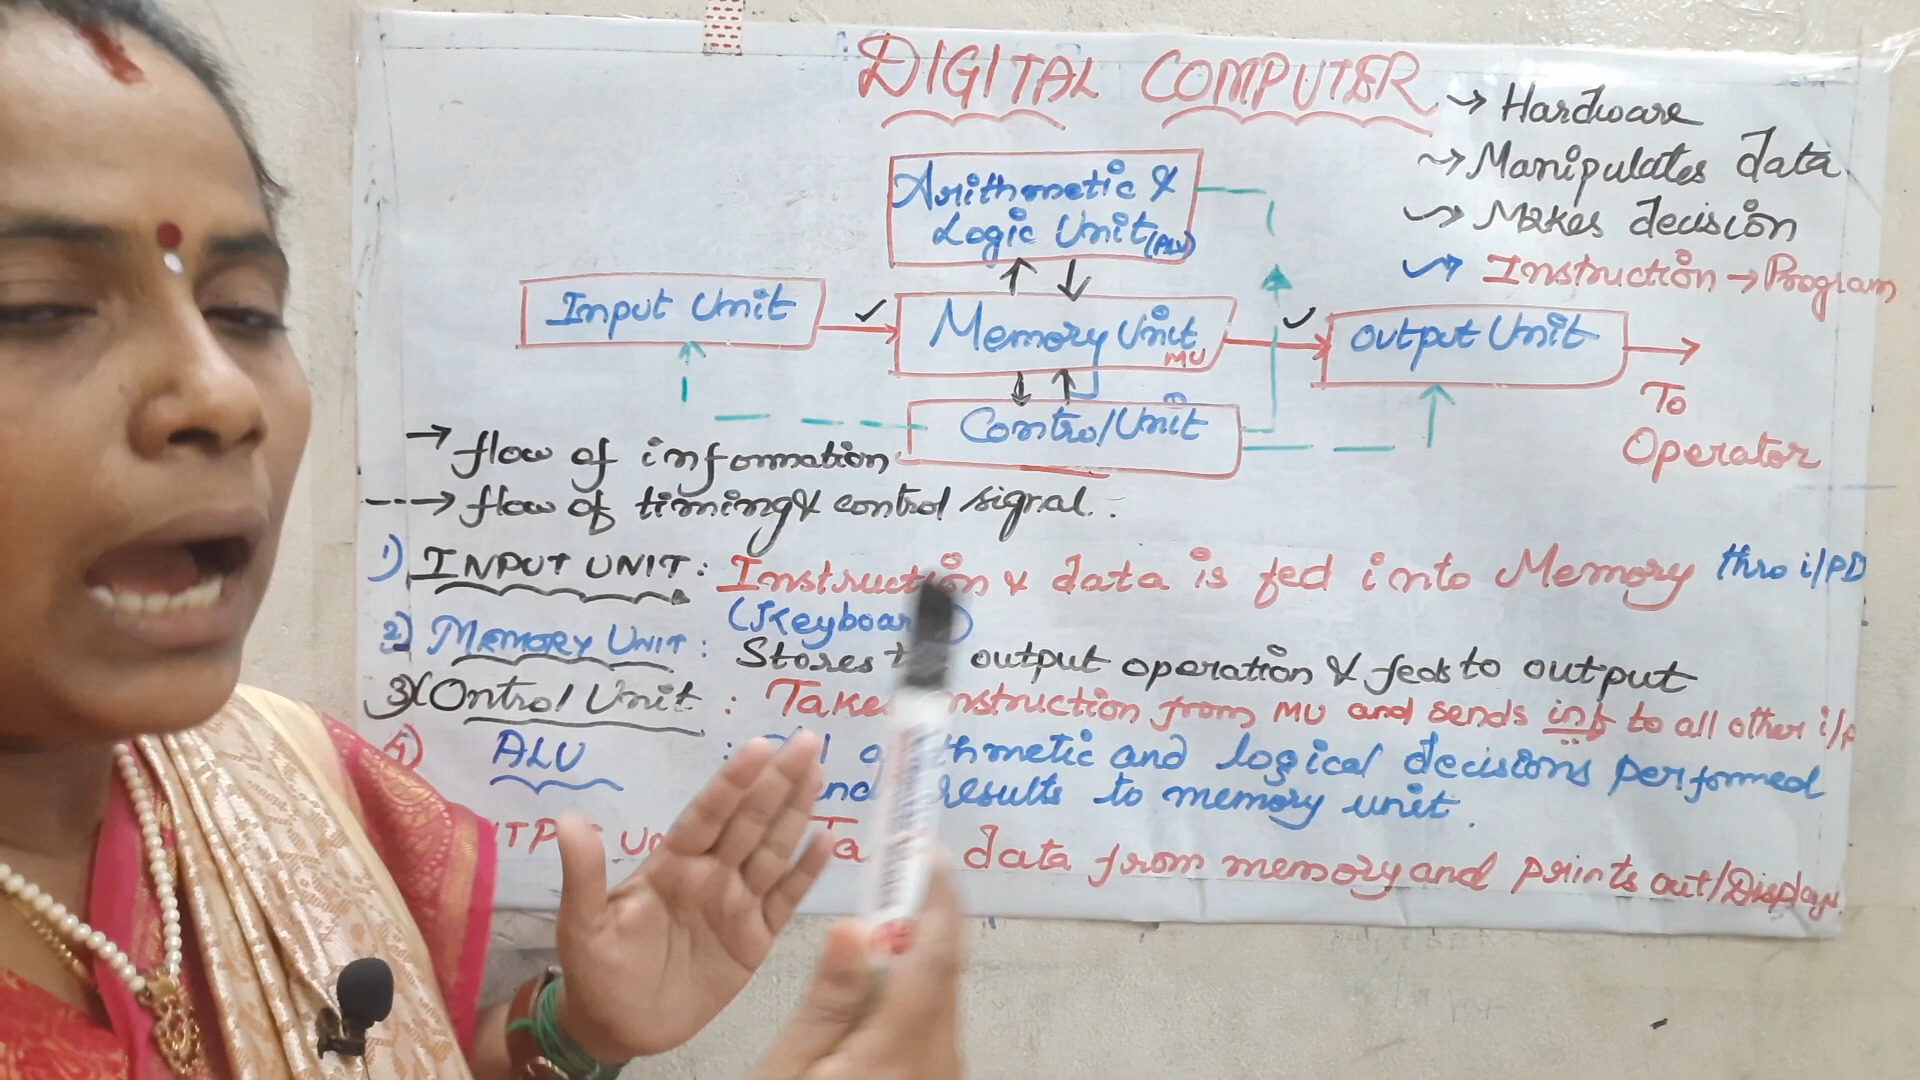 DIGITAL COMPUTER
→ Hardware
→ Manipulates data
→ Makes decision
→ Instruction → Program
Arithmetic &
Logic Unit
Input Unit
Memory Unit
MU
Output Unit
To
Operator
Control Unit
→ flow of information
---→ flow of timing & control signal.
1) INPUT UNIT: Instruction & data is fed into Memory thro i/PD
(Keyboard)
2) MEMORY UNIT: Stores output operation & feds to output
3) Control Unit: Takes instruction from MU and sends inf to all other i/p
4) ALU : arithmetic and logical decisions performed
results to memory unit.
data from memory and prints out/Displays.